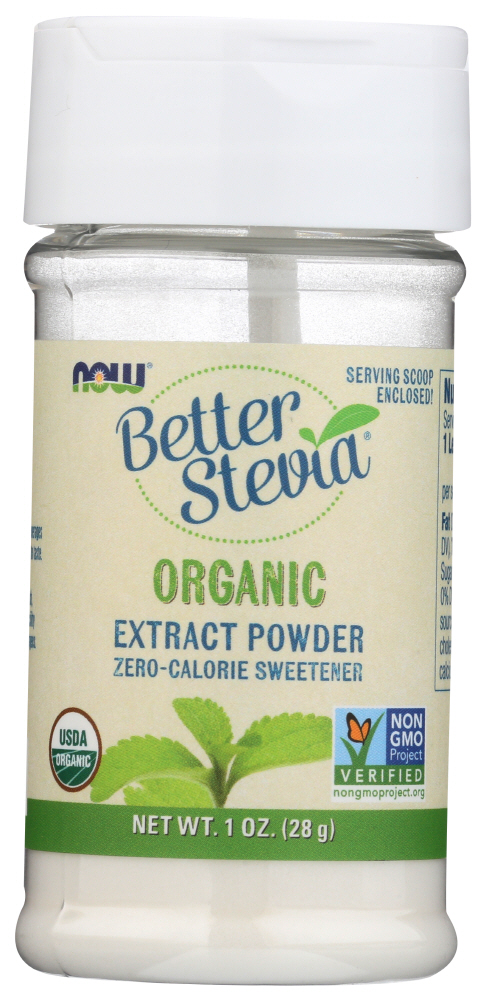 NOW®
SERVING SCOOP
ENCLOSED!
Better
Stevia®
ORGANIC
EXTRACT POWDER
ZERO-CALORIE SWEETENER
USDA
ORGANIC
NON
GMO
Project
VERIFIED
nongmoproject.org
NET WT. 1 OZ. (28 g)